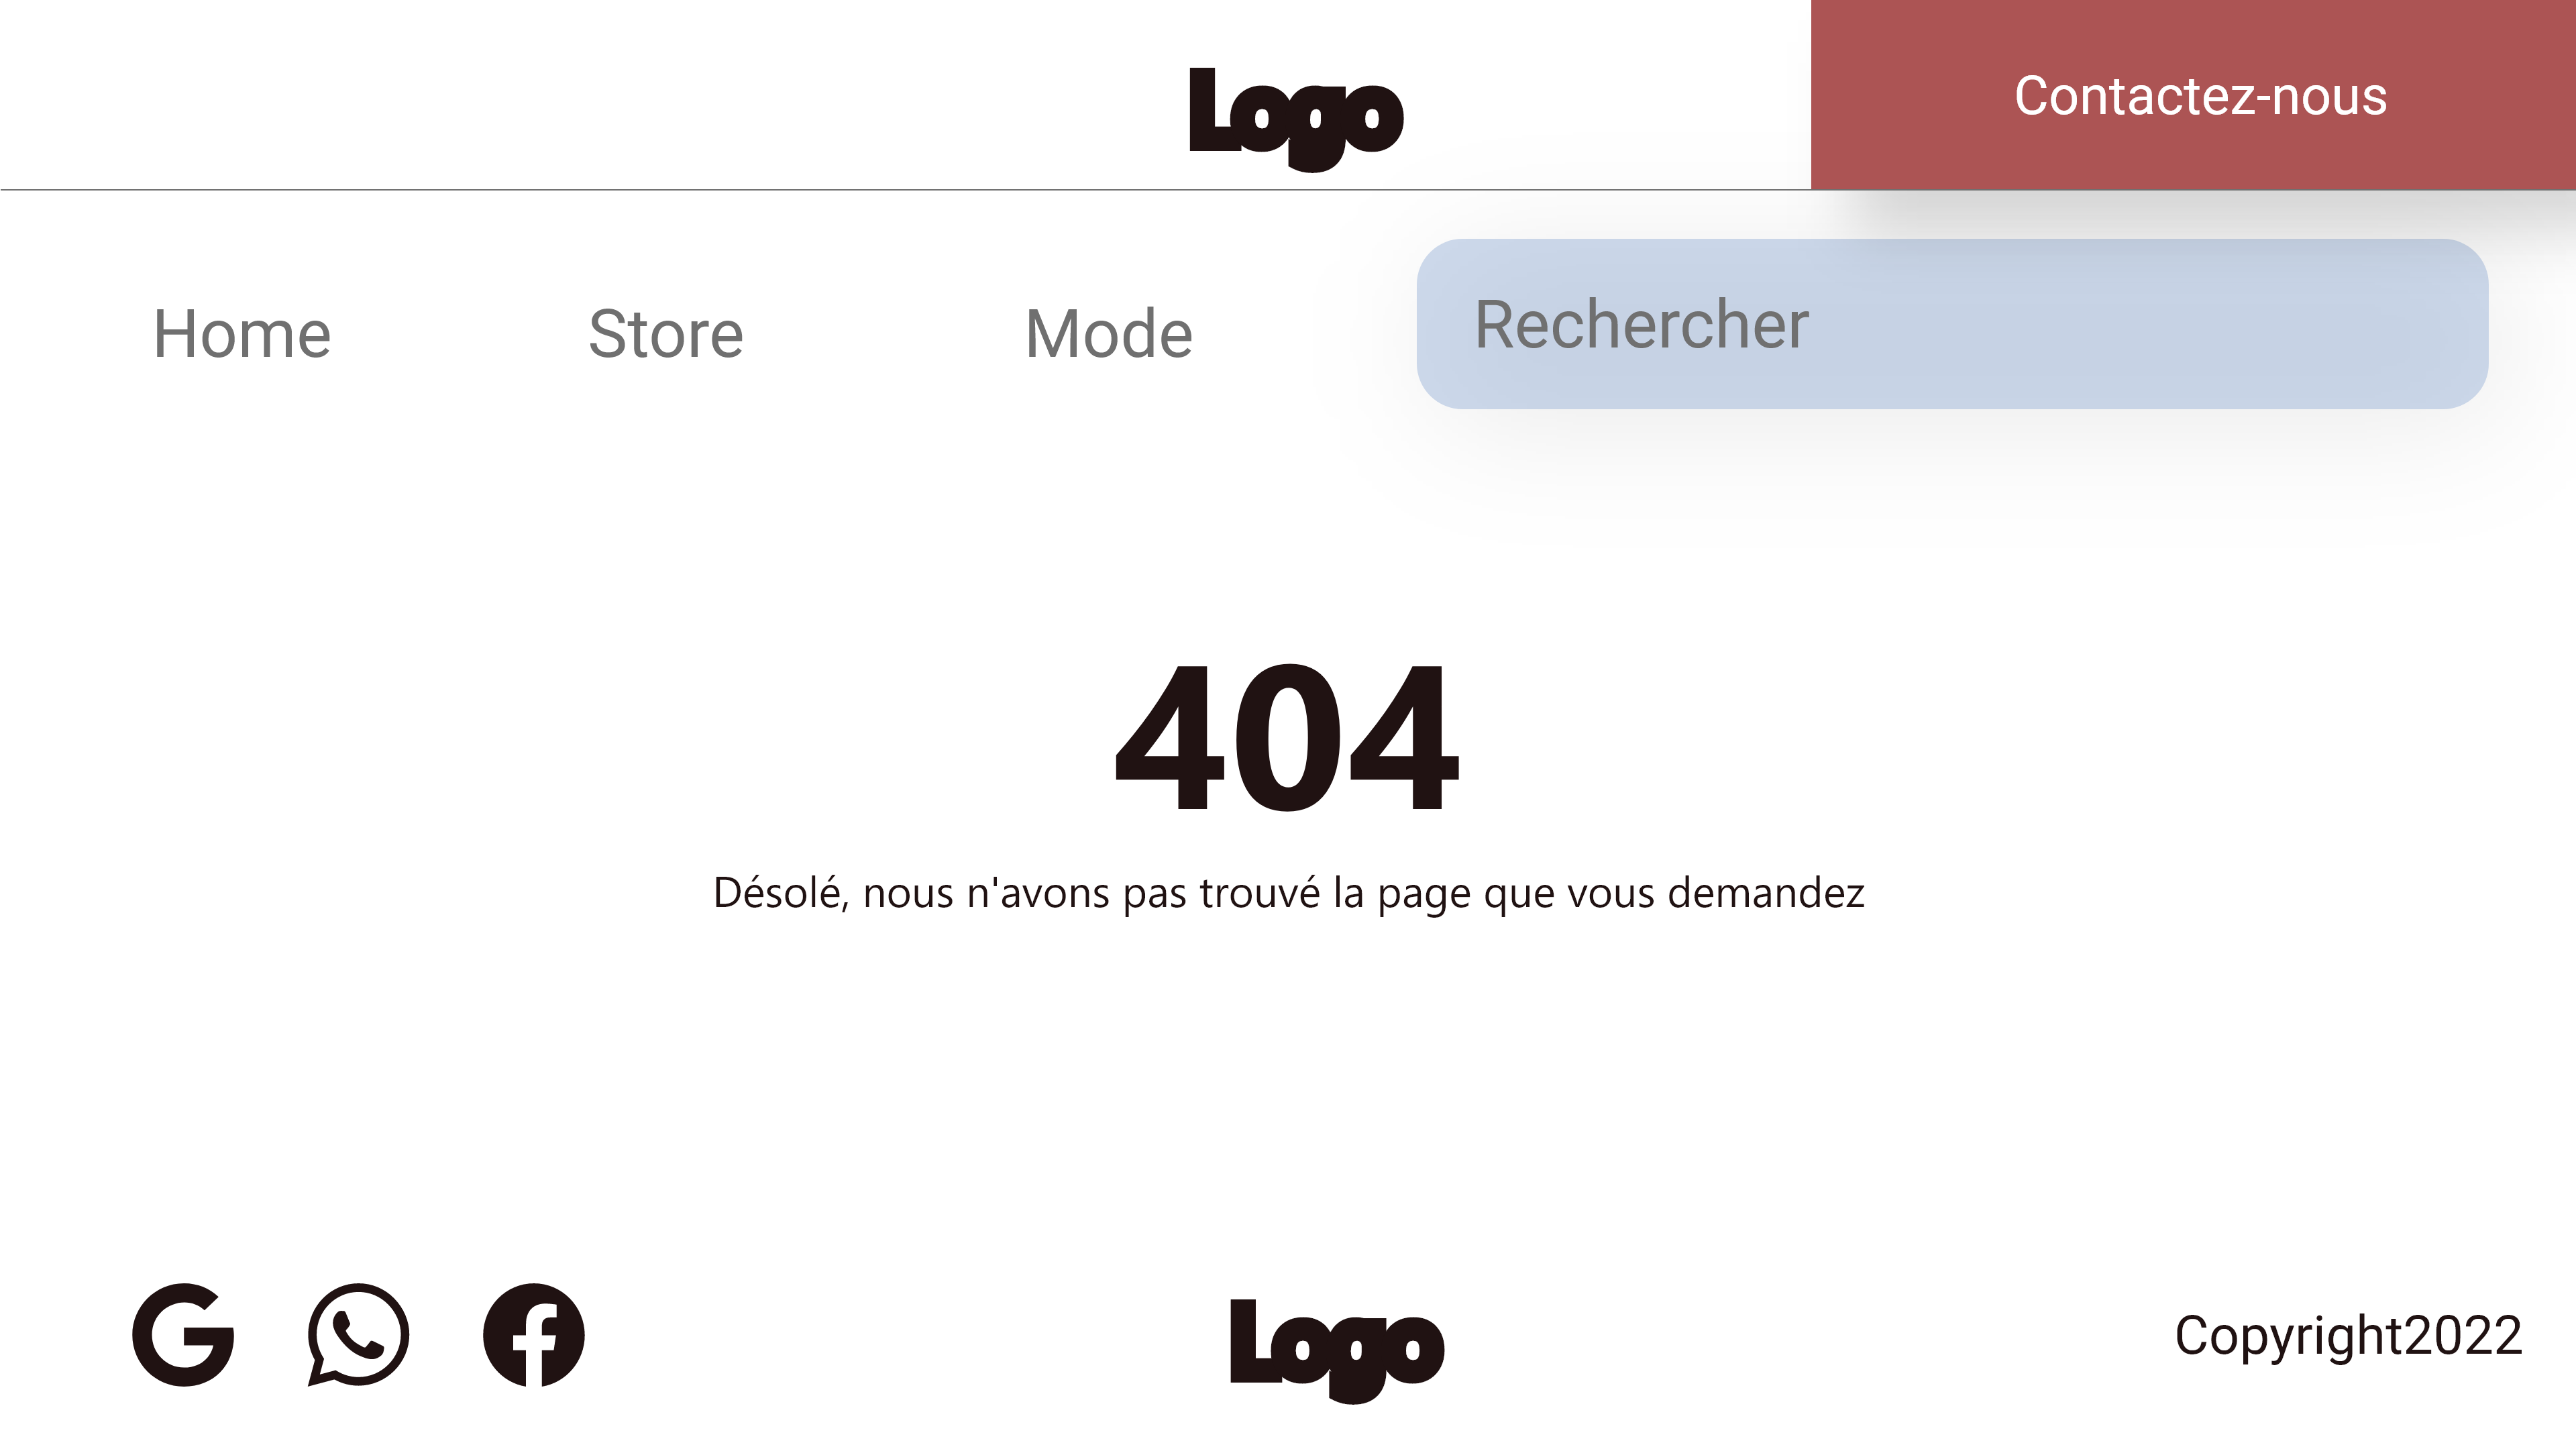 Logo
Contactez-nous
Home
Store
Mode
Rechercher
404
Désolé, nous n'avons pas trouvé la page que vous demandez
Logo
Copyright2022